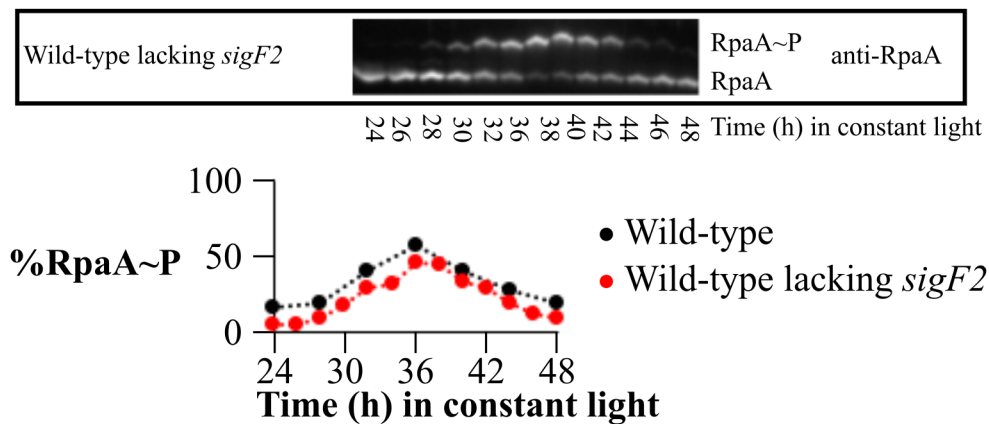 Wild-type lacking sigF2
RpaA~P
anti-RpaA
RpaA
24 26 28 30 32 36 38 40 42 44 46 48 Time (h) in constant light
100
50
0
%RpaA~P
24 30 36 42 48
Time (h) in constant light
Wild-type
Wild-type lacking sigF2